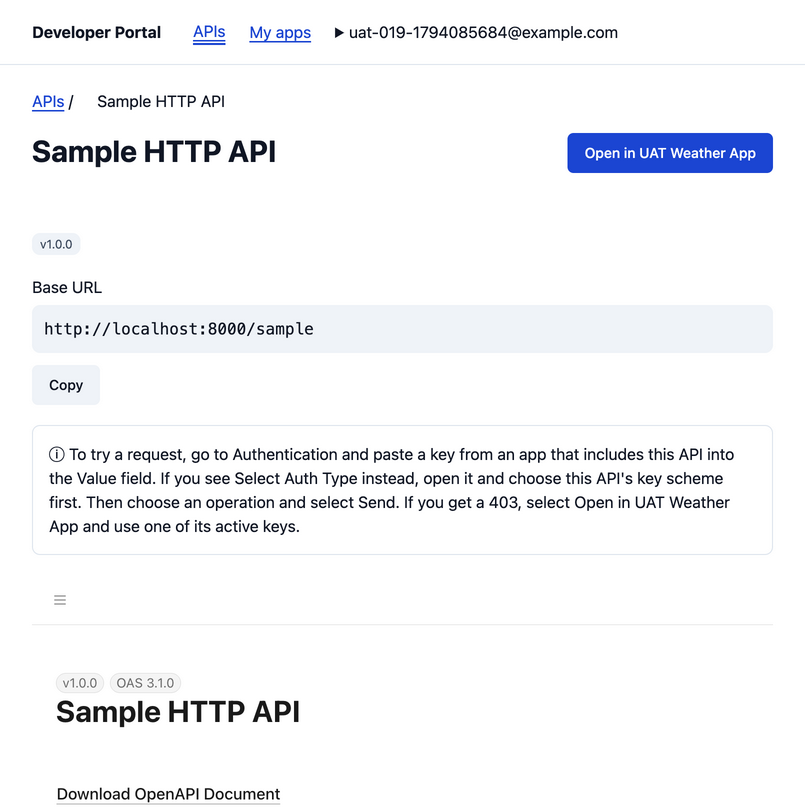 Developer Portal APIs My apps ▶ uat-019-1794085684@example.com
APIs / Sample HTTP API
Sample HTTP API
Open in UAT Weather App
v1.0.0
Base URL
http://localhost:8000/sample
Copy
ⓘ To try a request, go to Authentication and paste a key from an app that includes this API into
the Value field. If you see Select Auth Type instead, open it and choose this API's key scheme
first. Then choose an operation and select Send. If you get a 403, select Open in UAT Weather
App and use one of its active keys.
v1.0.0 OAS 3.1.0
Sample HTTP API
Download OpenAPI Document